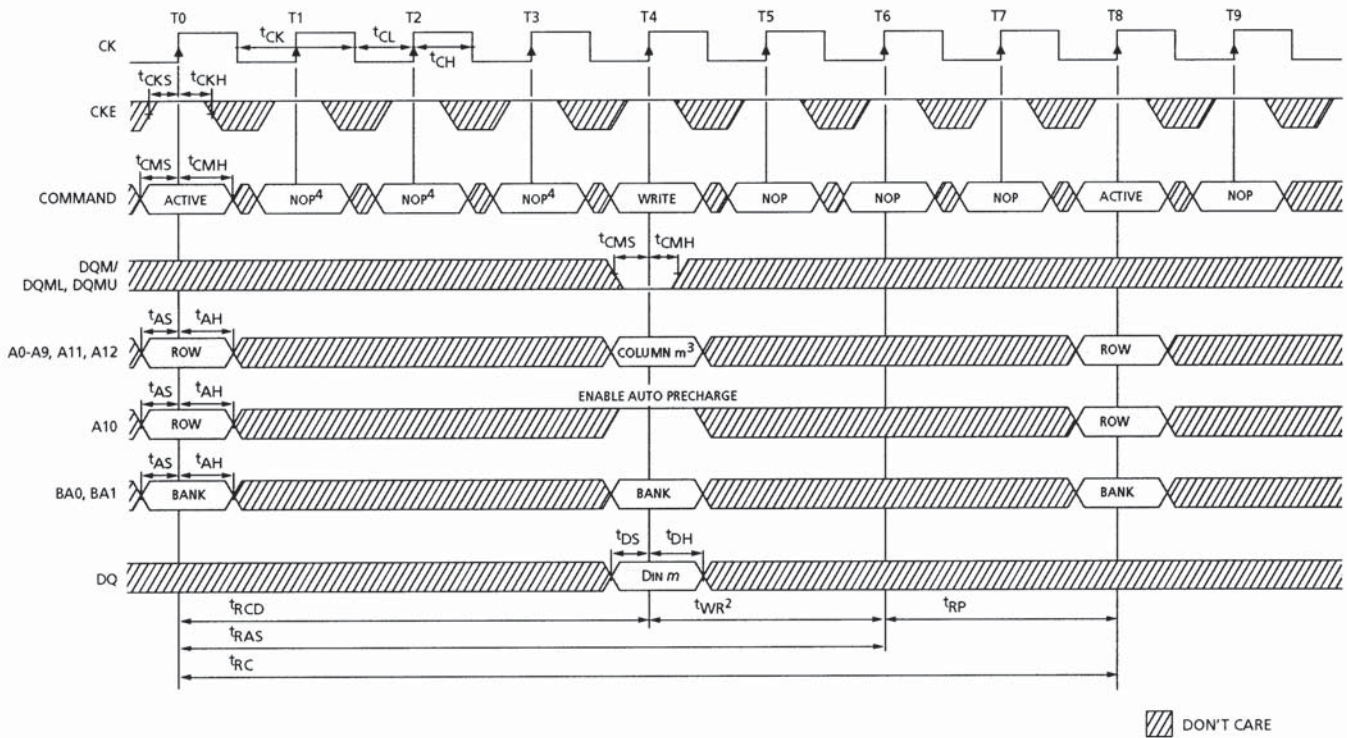 T0 T1 T2 T3 T4 T5 T6 T7 T8 T9
CK tCK tCL tCH
tCKS tCKH
CKE
tCMS tCMH
COMMAND ACTIVE NOP4 NOP4 NOP4 WRITE NOP NOP NOP ACTIVE NOP
tCMS tCMH
DQM/
DQML, DQMU
tAS tAH
A0-A9, A11, A12 ROW COLUMN m3 ROW
tAS tAH ENABLE AUTO PRECHARGE
A10 ROW ROW
tAS tAH
BA0, BA1 BANK BANK BANK
tDS tDH
DQ DIN m
tRCD tWR2 tRP
tRAS
tRC
DON'T CARE